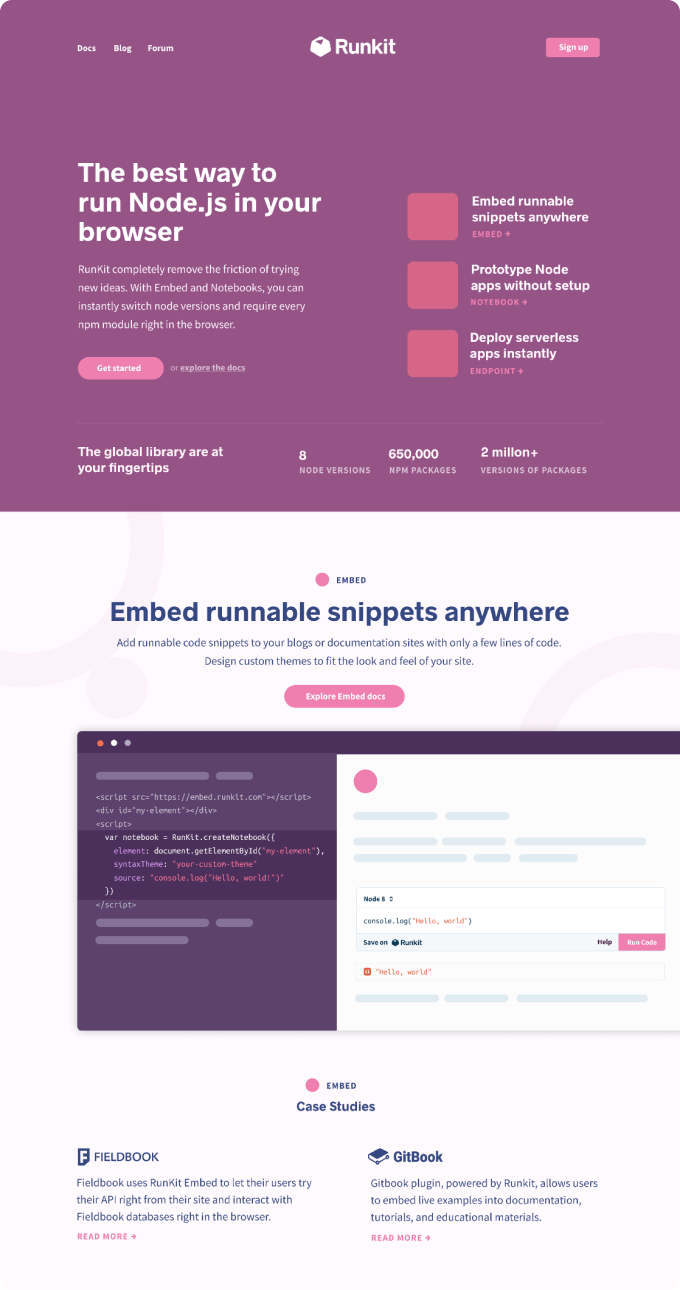 Docs Blog Forum Runkit Sign up
The best way to
run Node.js in your
browser
RunKit completely remove the friction of trying
new ideas. With Embed and Notebooks, you can
instantly switch node versions and require every
npm module right in the browser.
Get started or explore the docs
Embed runnable
snippets anywhere
EMBED →
Prototype Node
apps without setup
NOTEBOOK →
Deploy serverless
apps instantly
ENDPOINT →
The global library are at
your fingertips
8
NODE VERSIONS
650,000
NPM PACKAGES
2 millon+
VERSIONS OF PACKAGES
EMBED
Embed runnable snippets anywhere
Add runnable code snippets to your blogs or documentation sites with only a few lines of code.
Design custom themes to fit the look and feel of your site.
Explore Embed docs
<script src="https://embed.runkit.com"></script>
<div id="my-element"></div>
<script>
var notebook = RunKit.createNotebook({
element: document.getElementById("my-element"),
syntaxTheme: "your-custom-theme"
source: "console.log("Hello, world!")"
})
</script>
Node 8
console.log("Hello, world")
Save on Runkit Help Run Code
"Hello, world"
EMBED
Case Studies
FIELDBOOK
Fieldbook uses RunKit Embed to let their users try
their API right from their site and interact with
Fieldbook databases right in the browser.
READ MORE →
GitBook
Gitbook plugin, powered by Runkit, allows users
to embed live examples into documentation,
tutorials, and educational materials.
READ MORE →